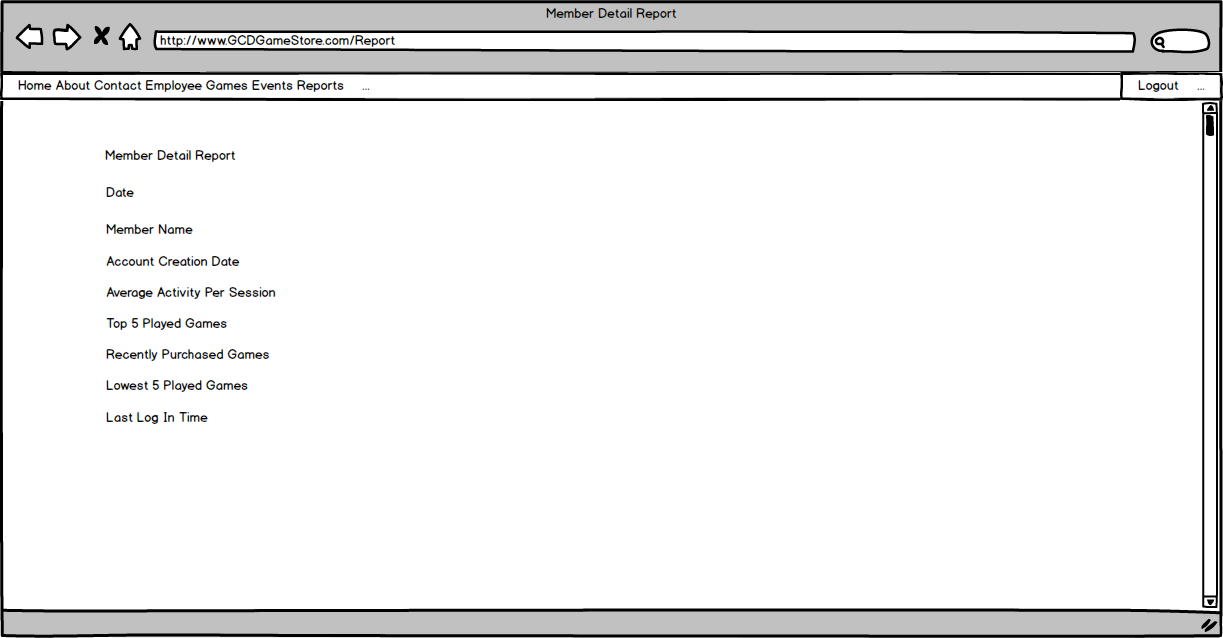 Member Detail Report
http://www.GCDGameStore.com/Report
Home About Contact Employee Games Events Reports ... Logout ...
Member Detail Report
Date
Member Name
Account Creation Date
Average Activity Per Session
Top 5 Played Games
Recently Purchased Games
Lowest 5 Played Games
Last Log In Time